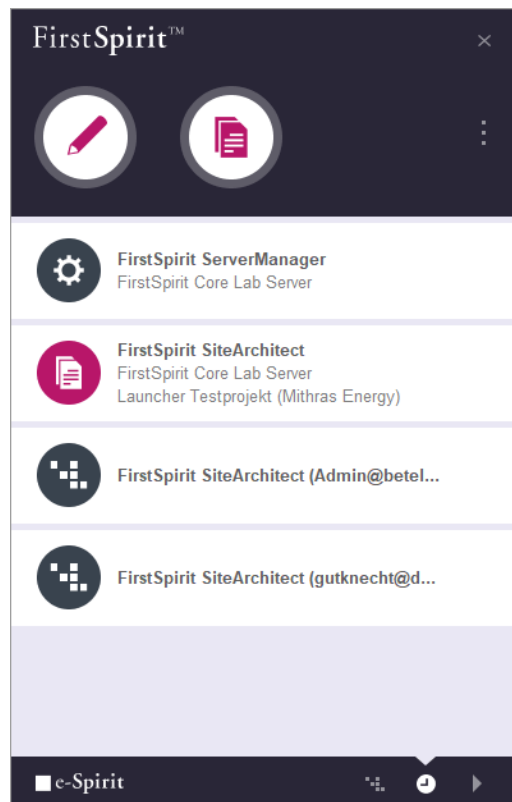 FirstSpirit™
FirstSpirit ServerManager
FirstSpirit Core Lab Server
FirstSpirit SiteArchitect
FirstSpirit Core Lab Server
Launcher Testprojekt (Mithras Energy)
FirstSpirit SiteArchitect (Admin@betel...
FirstSpirit SiteArchitect (gutknecht@d...
e-Spirit